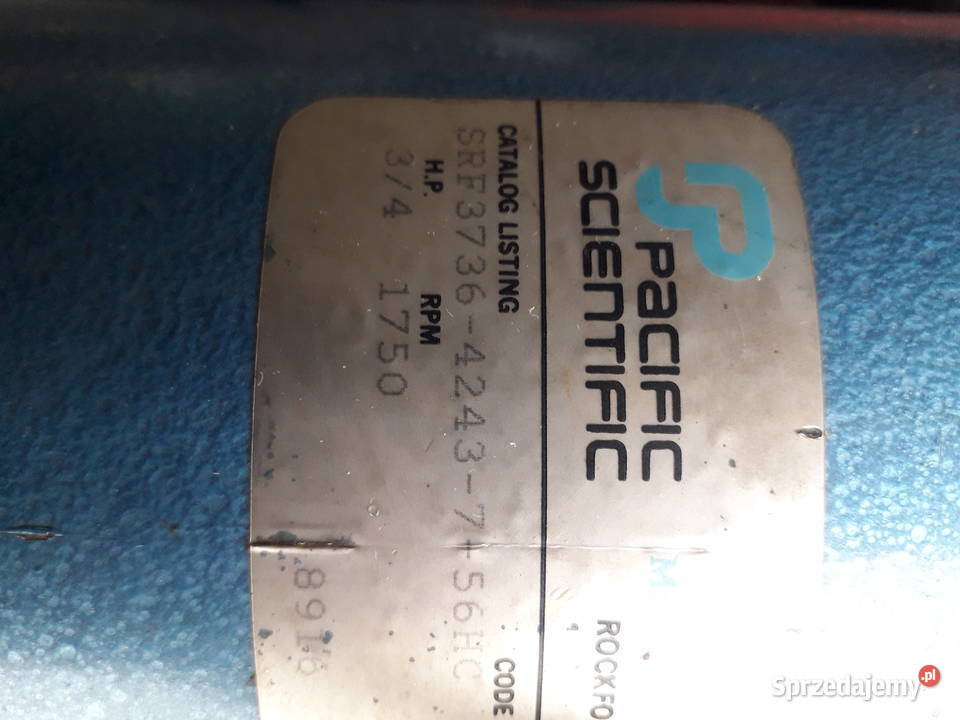 PACIFIC
SCIENTIFIC
ROCKFO
CATALOG LISTING
CODE
SRF3736-4243-7-56HC
H.P. RPM
3/4 1750
8916
Sprzedajemy.pl